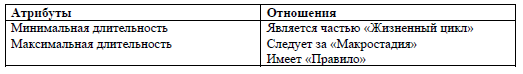 Атрибуты Отношения
Минимальная длительность Является частью «Жизненный цикл»
Максимальная длительность Следует за «Макростадия»
Имеет «Правило»